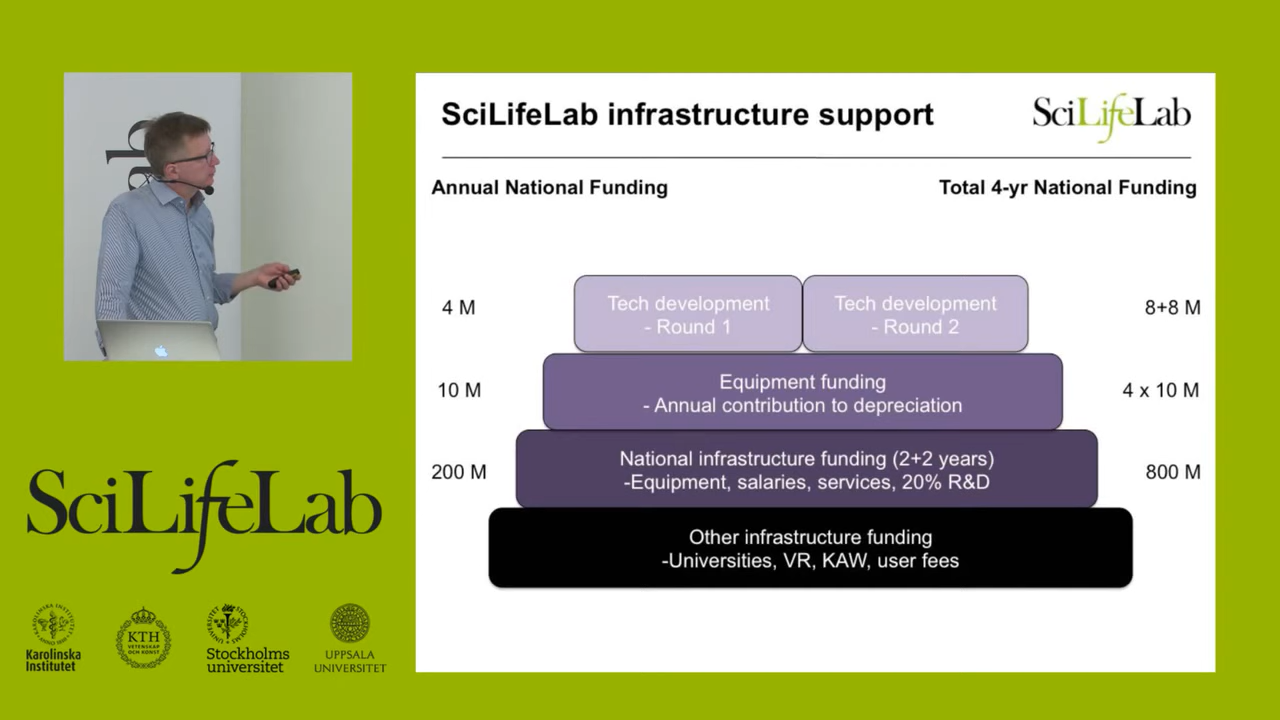 SciLifeLab infrastructure support
SciLifeLab
Annual National Funding
Total 4-yr National Funding
4 M
Tech development
- Round 1
Tech development
- Round 2
8+8 M
10 M
Equipment funding
- Annual contribution to depreciation
4 x 10 M
200 M
National infrastructure funding (2+2 years)
-Equipment, salaries, services, 20% R&D
800 M
Other infrastructure funding
-Universities, VR, KAW, user fees
SciLifeLab
Karolinska
Institutet
KTH
VETENSKAP
OCH KONST
Stockholms
universitet
UPPSALA
UNIVERSITET